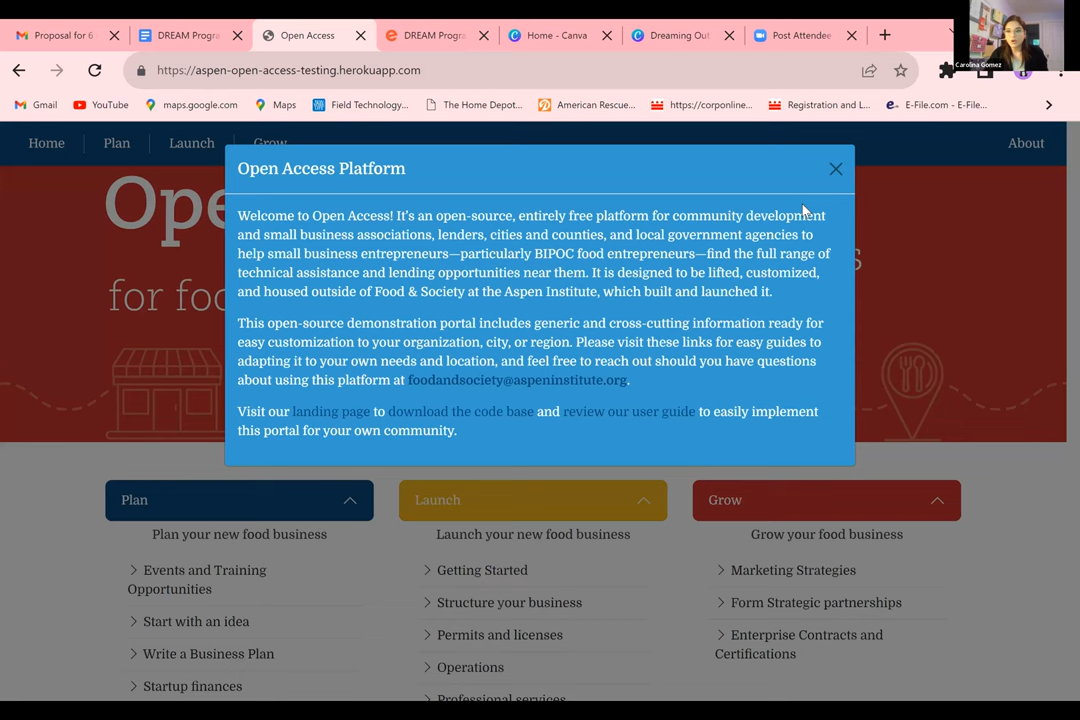 Proposal for 6
DREAM Progra
Open Access
DREAM Progra
Home - Canva
Dreaming Out
Post Attendee
Carolina Gomez
https://aspen-open-access-testing.herokuapp.com
Gmail
YouTube
maps.google.com
Maps
Field Technology...
The Home Depot...
American Rescue...
https://corponline...
Registration and L...
E-File.com - E-File...
Home
Plan
Launch
Grow
About
Ope
s
for foo
Open Access Platform
Welcome to Open Access! It's an open-source, entirely free platform for community development
and small business associations, lenders, cities and counties, and local government agencies to
help small business entrepreneurs—particularly BIPOC food entrepreneurs—find the full range of
technical assistance and lending opportunities near them. It is designed to be lifted, customized,
and housed outside of Food & Society at the Aspen Institute, which built and launched it.
This open-source demonstration portal includes generic and cross-cutting information ready for
easy customization to your organization, city, or region. Please visit these links for easy guides to
adapting it to your own needs and location, and feel free to reach out should you have questions
about using this platform at foodandsociety@aspeninstitute.org.
Visit our landing page to download the code base and review our user guide to easily implement
this portal for your own community.
Plan
Plan your new food business
Events and Training
Opportunities
Start with an idea
Write a Business Plan
Startup finances
Launch
Launch your new food business
Getting Started
Structure your business
Permits and licenses
Operations
Professional services
Grow
Grow your food business
Marketing Strategies
Form Strategic partnerships
Enterprise Contracts and
Certifications